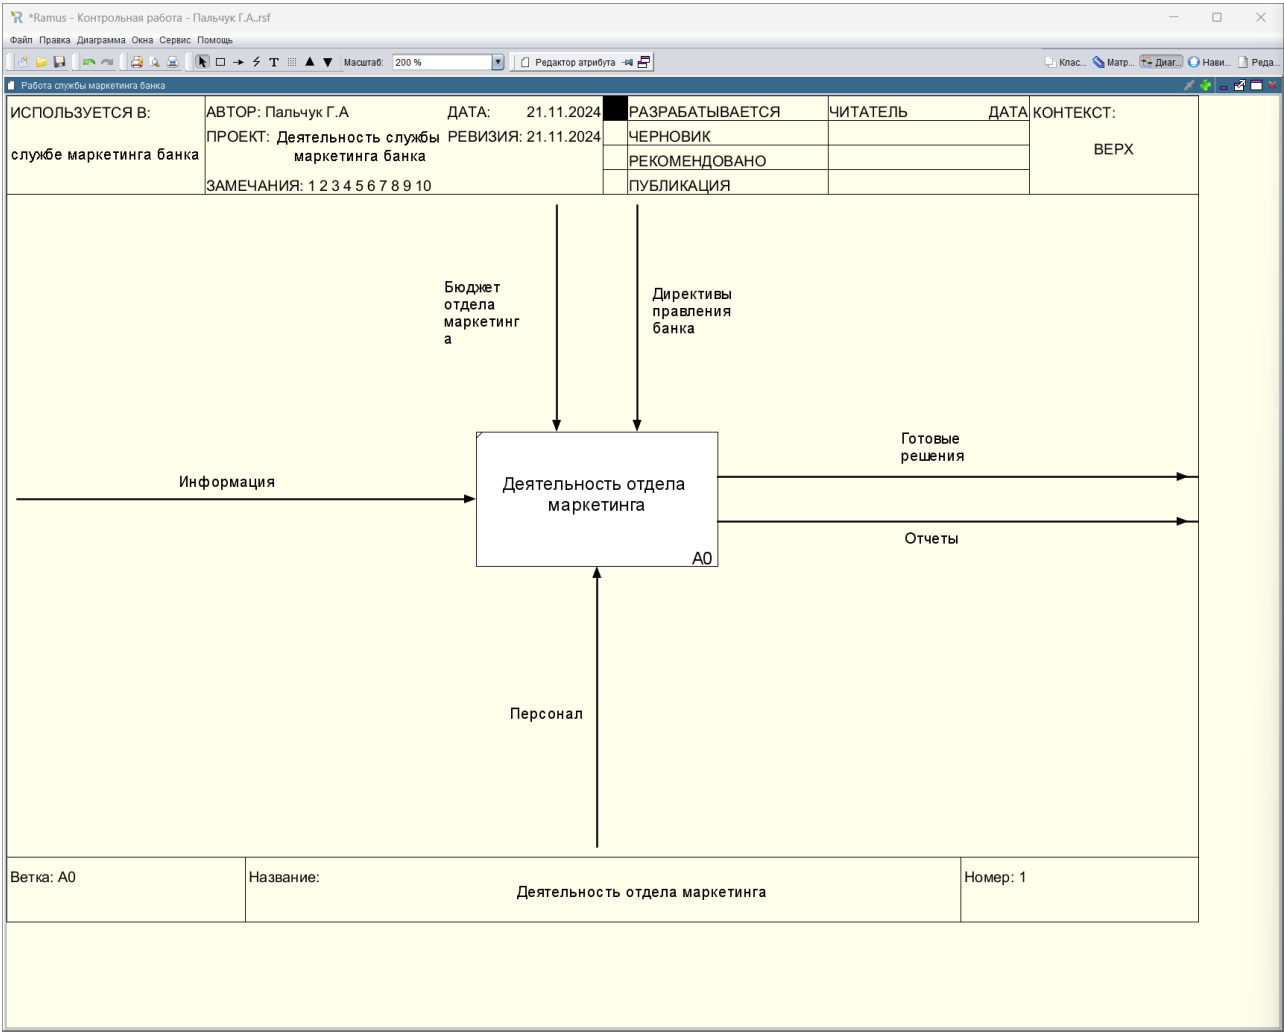 *Ramus - Контрольная работа - Пальчук Г.А..rsf
Файл Правка Диаграмма Окна Сервис Помощь
Масштаб: 200 % Редактор атрибута Клас... Матр... Диаг... Нави... Реда...
Работа службы маркетинга банка
ИСПОЛЬЗУЕТСЯ В:
службе маркетинга банка
АВТОР: Пальчук Г.А
ДАТА: 21.11.2024
ПРОЕКТ: Деятельность службы
маркетинга банка
РЕВИЗИЯ: 21.11.2024
ЗАМЕЧАНИЯ: 1 2 3 4 5 6 7 8 9 10
РАЗРАБАТЫВАЕТСЯ
ЧЕРНОВИК
РЕКОМЕНДОВАНО
ПУБЛИКАЦИЯ
ЧИТАТЕЛЬ ДАТА
КОНТЕКСТ:
ВЕРХ
Бюджет
отдела
маркетинг
а
Директивы
правления
банка
Готовые
решения
Информация
Деятельность отдела
маркетинга
A0
Отчеты
Персонал
Ветка: A0
Название:
Деятельность отдела маркетинга
Номер: 1